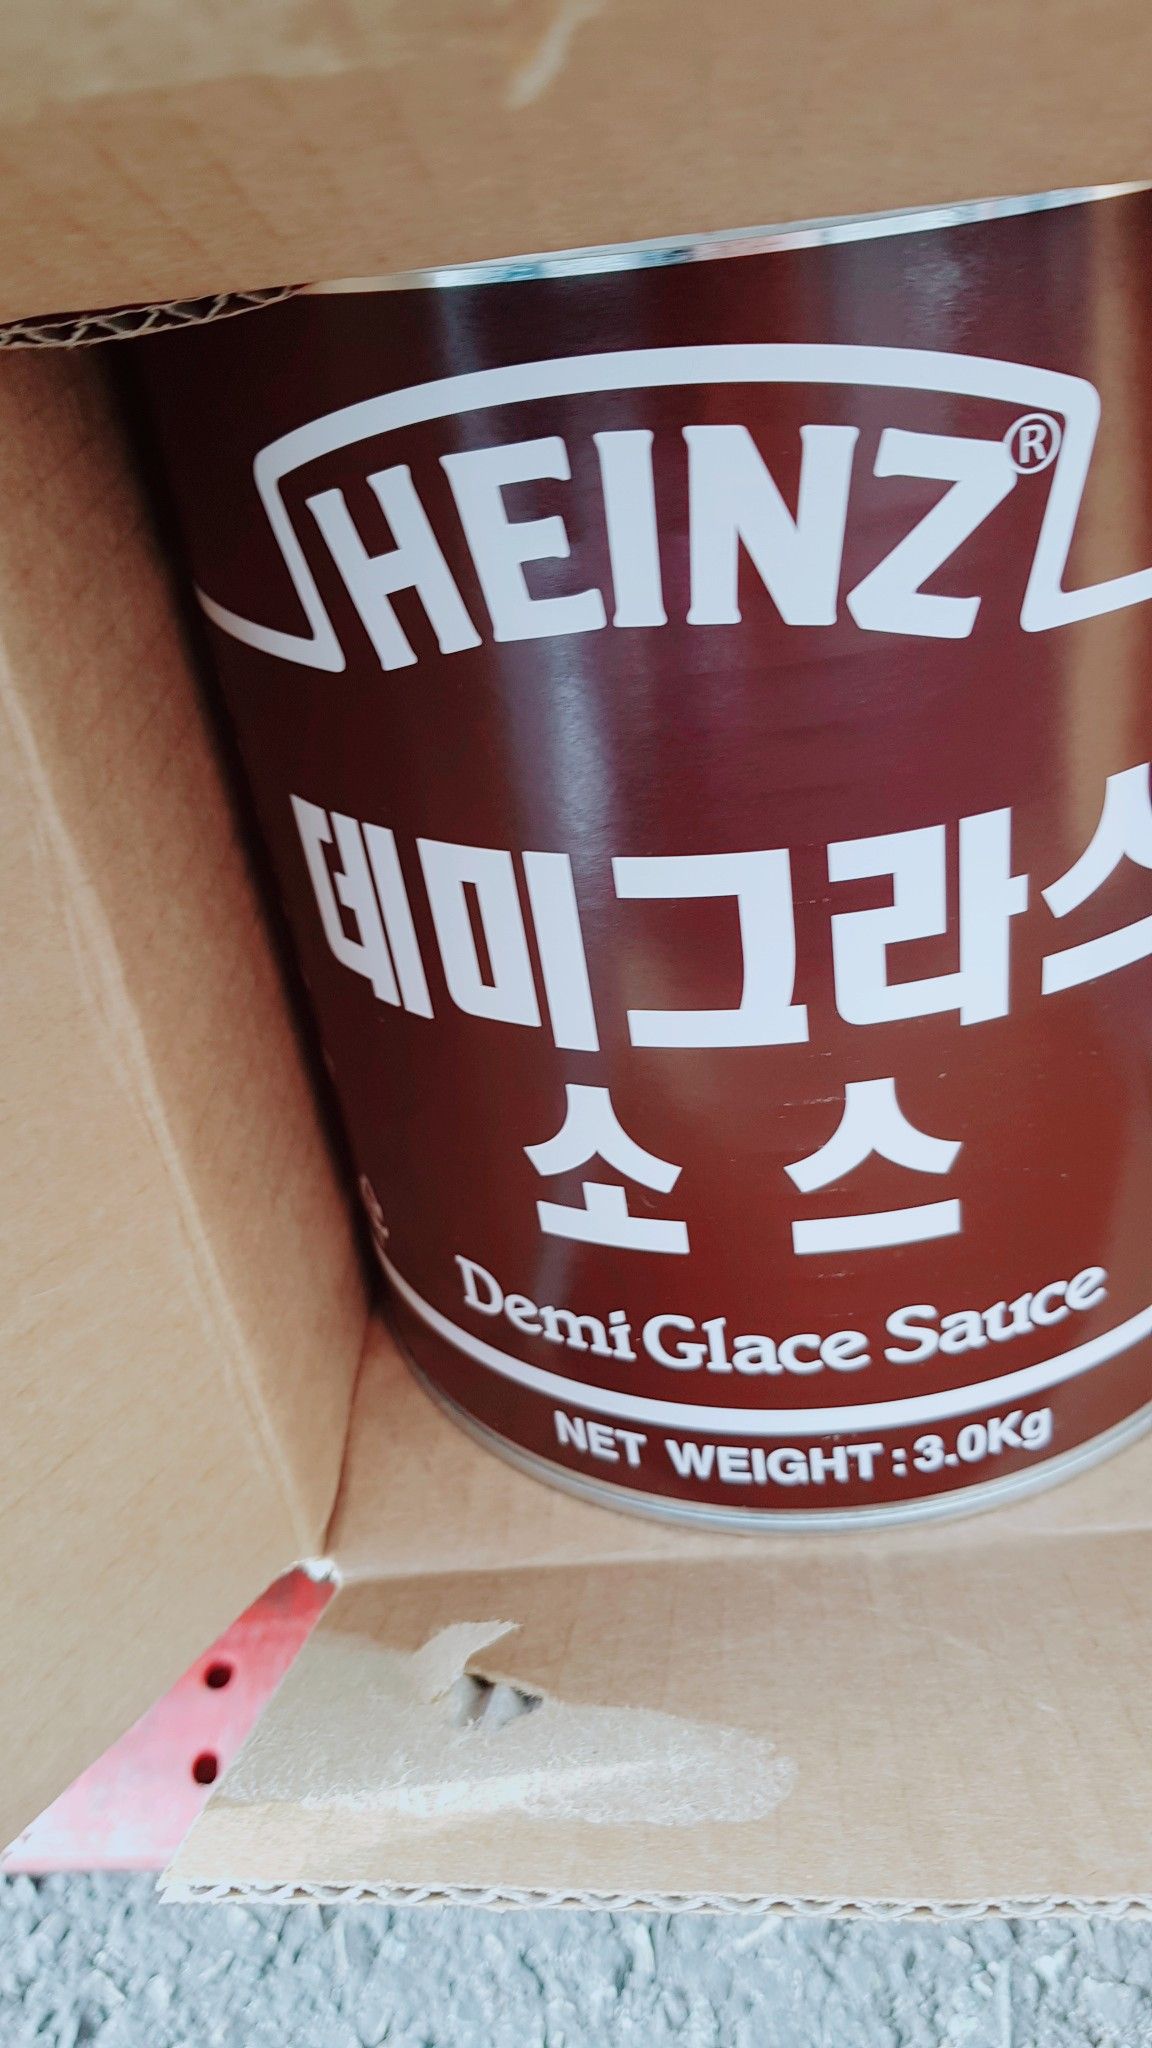 HEINZ®
데미그라스
소스
Demi Glace Sauce
NET WEIGHT : 3.0Kg